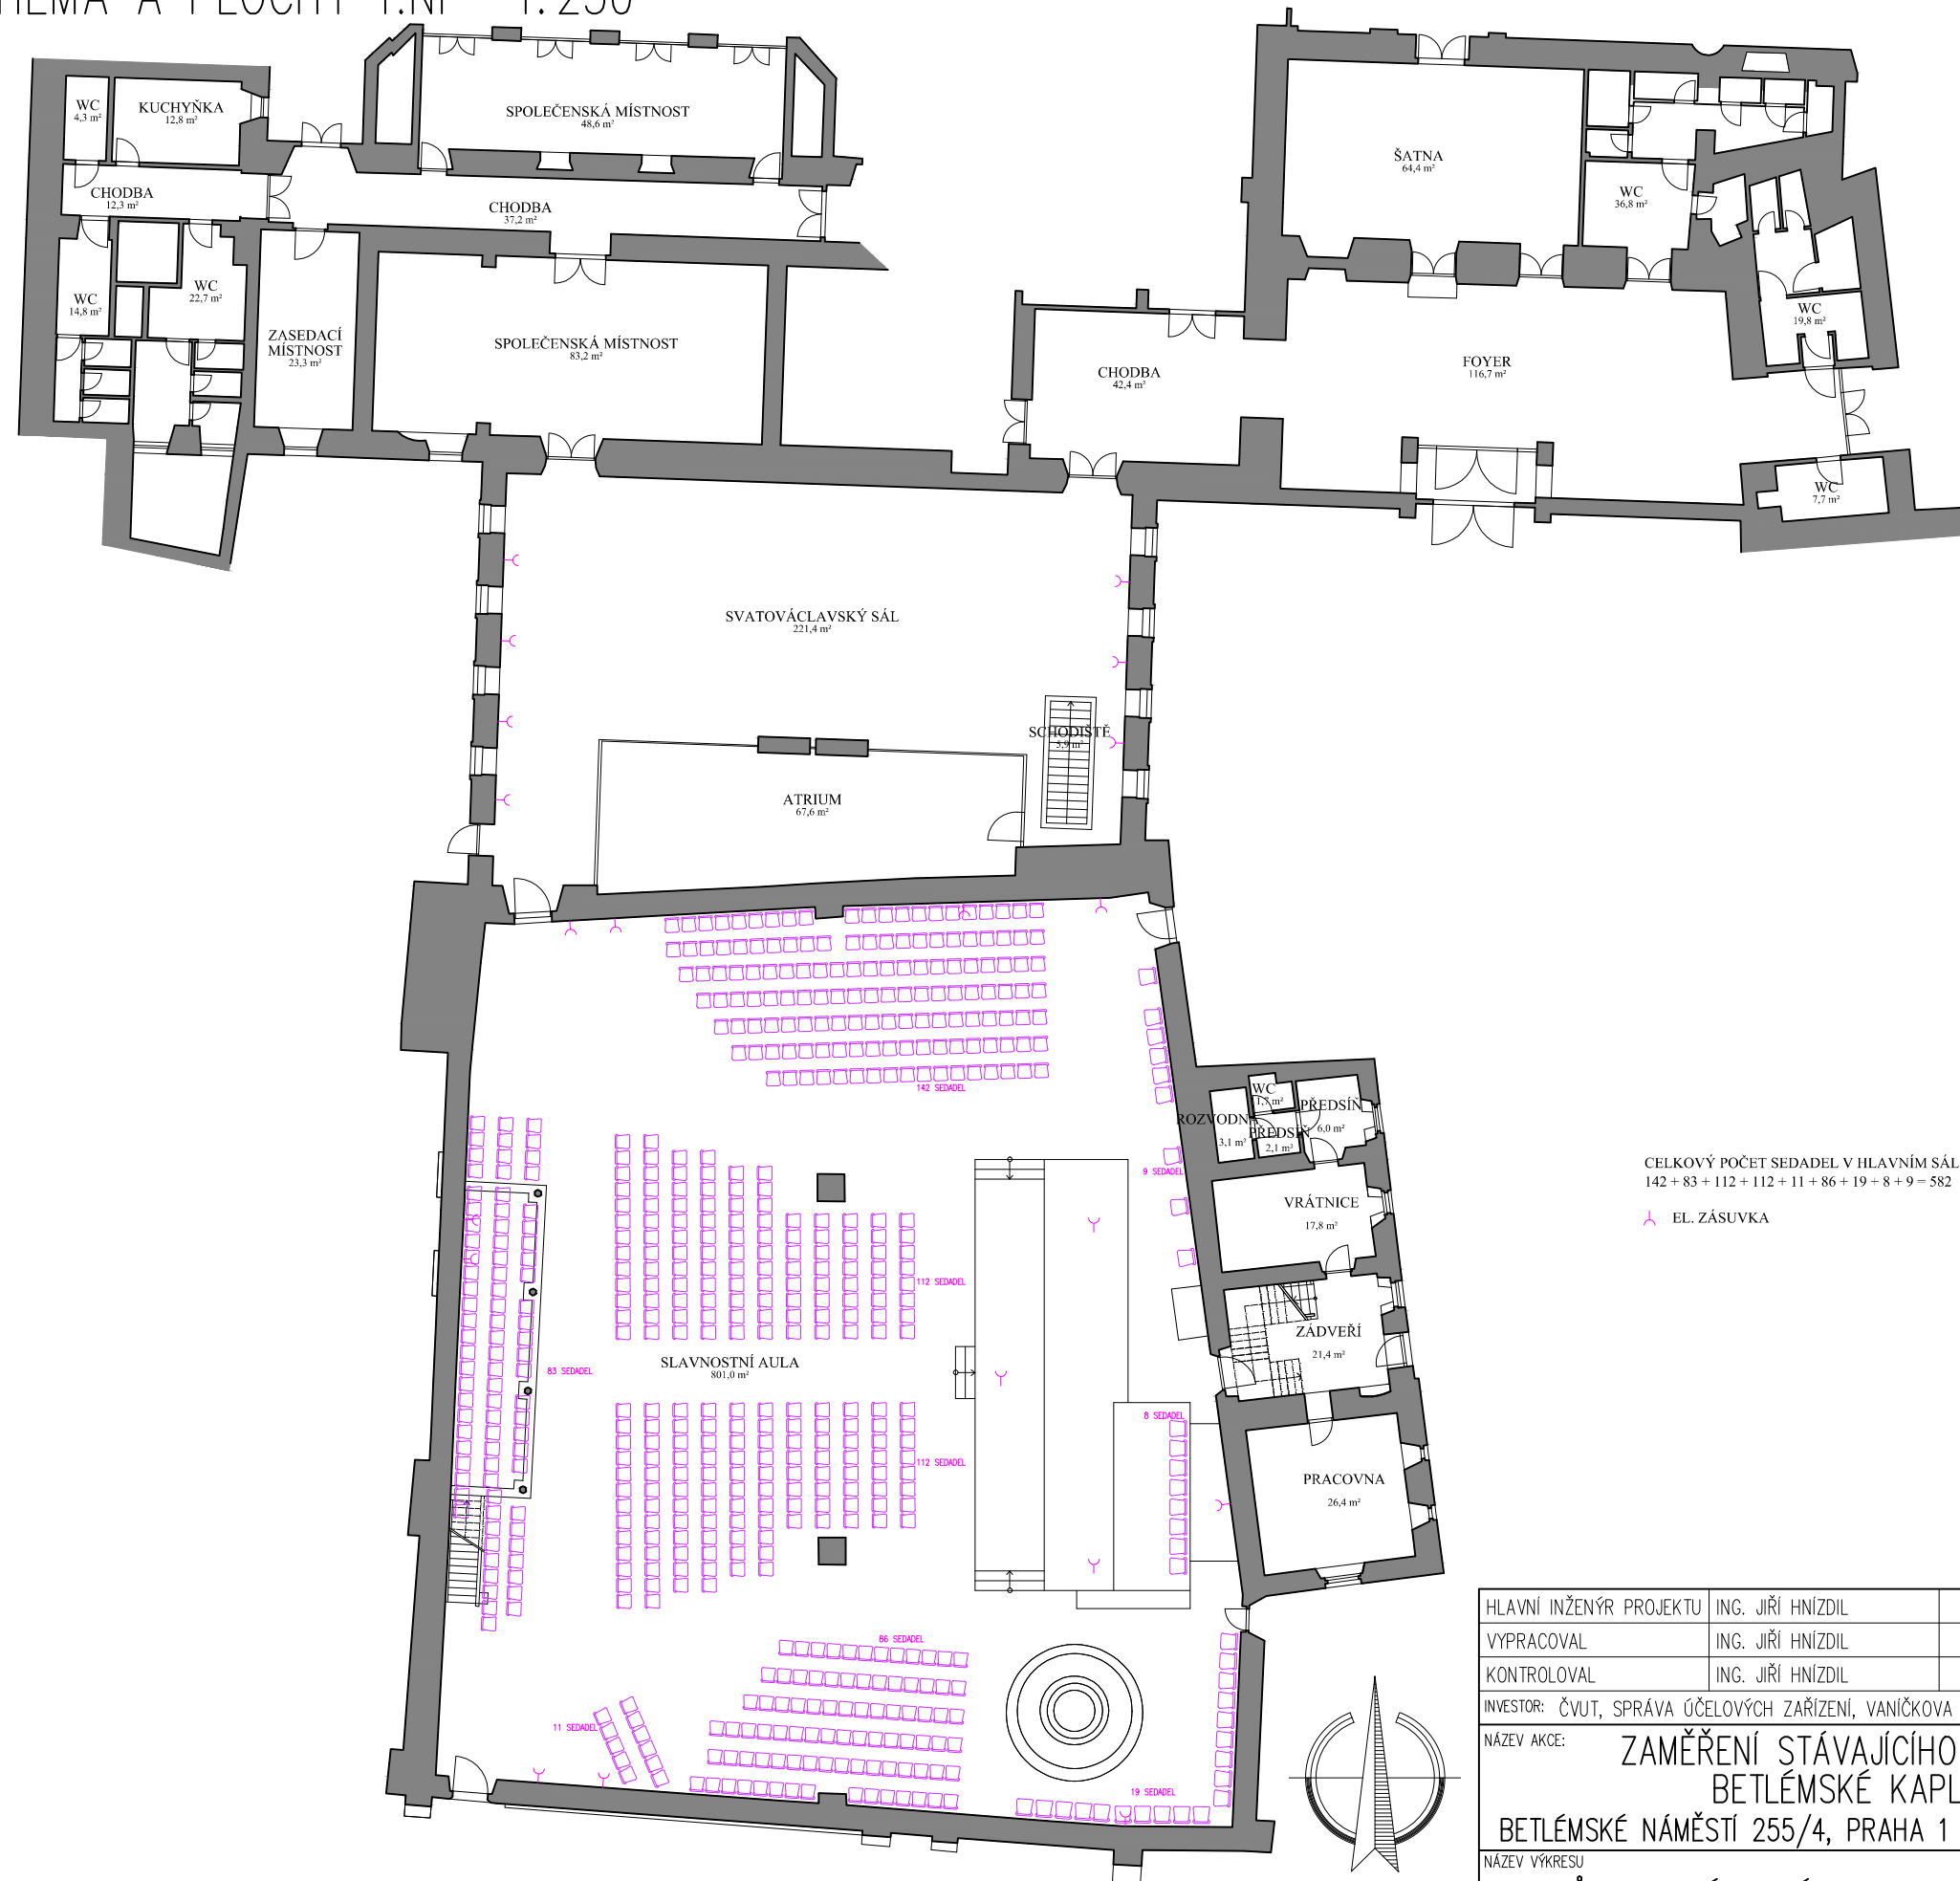 1:250
WC
4,3 m²
KUCHYŇKA
12,8 m²
SPOLEČENSKÁ MÍSTNOST
48,6 m²
CHODBA
12,3 m²
CHODBA
37,2 m²
WC
14,8 m²
WC
22,7 m²
ZASEDACÍ
MÍSTNOST
23,3 m²
SPOLEČENSKÁ MÍSTNOST
83,2 m²
ŠATNA
64,4 m²
WC
36,8 m²
WC
19,8 m²
CHODBA
42,4 m²
FOYER
116,7 m²
WC
7,7 m²
SVATOVÁCLAVSKÝ SÁL
221,4 m²
SCHODIŠTĚ
5,9 m²
ATRIUM
67,6 m²
142 SEDADEL
WC
1,7 m²
PŘEDSÍŇ
6,0 m²
ROZVODNA
3,1 m²
PŘEDSÍŇ
2,1 m²
9 SEDADEL
VRÁTNICE
17,8 m²
112 SEDADEL
ZÁDVEŘÍ
21,4 m²
83 SEDADEL
SLAVNOSTNÍ AULA
801,0 m²
8 SEDADEL
112 SEDADEL
PRACOVNA
26,4 m²
86 SEDADEL
11 SEDADEL
19 SEDADEL
CELKOVÝ POČET SEDADEL V HLAVNÍM SÁL
142 + 83 + 112 + 112 + 11 + 86 + 19 + 8 + 9 = 582
EL. ZÁSUVKA
HLAVNÍ INŽENÝR PROJEKTU ING. JIŘÍ HNÍZDIL
VYPRACOVAL ING. JIŘÍ HNÍZDIL
KONTROLOVAL ING. JIŘÍ HNÍZDIL
INVESTOR: ČVUT, SPRÁVA ÚČELOVÝCH ZAŘÍZENÍ, VANÍČKOVA
NÁZEV AKCE: ZAMĚŘENÍ STÁVAJÍCÍHO
BETLÉMSKÉ KAPL
BETLÉMSKÉ NÁMĚSTÍ 255/4, PRAHA 1
NÁZEV VÝKRESU